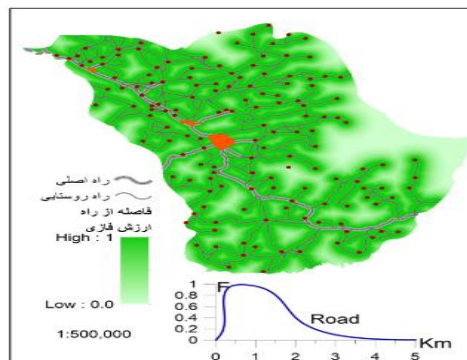 راه اصلی
راه روستایی
فاصله از راه
ارزش فازی
High : 1
Low : 0.0
1:500,000
F
1
0.8
0.6
0.4
0.2
0
Road
Km
0 1 2 3 4 5